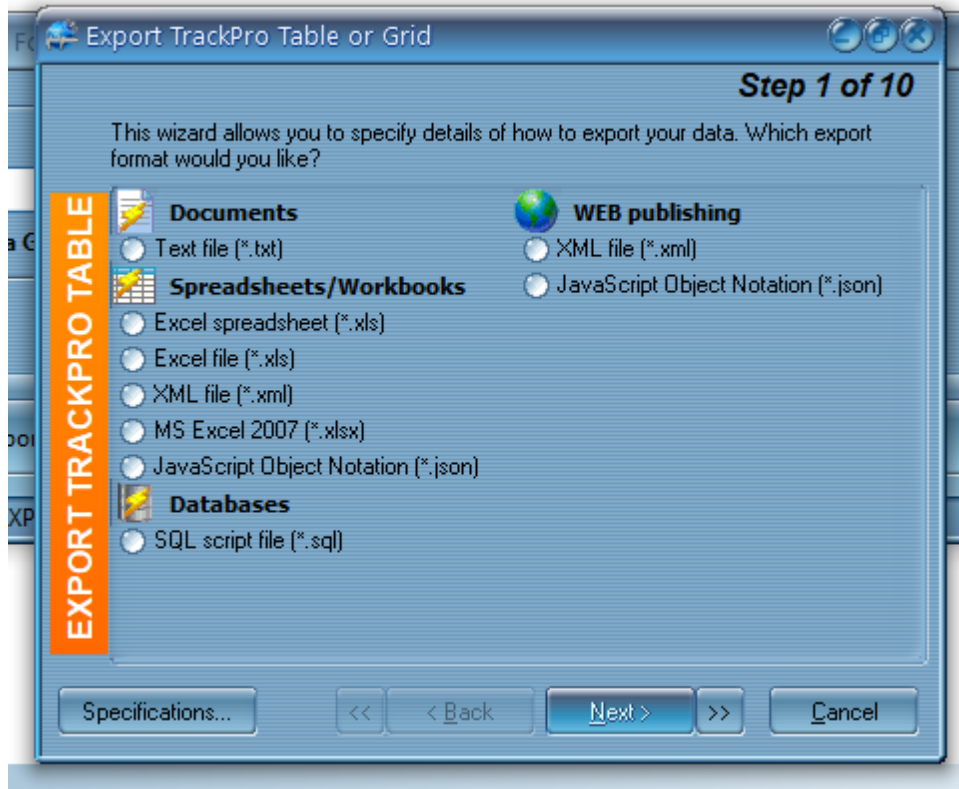 Export TrackPro Table or Grid
Step 1 of 10
This wizard allows you to specify details of how to export your data. Which export
format would you like?
EXPORT TRACKPRO TABLE
Documents
Text file (*.txt)
Spreadsheets/Workbooks
Excel spreadsheet (*.xls)
Excel file (*.xls)
XML file (*.xml)
MS Excel 2007 (*.xlsx)
JavaScript Object Notation (*.json)
Databases
SQL script file (*.sql)
WEB publishing
XML file (*.xml)
JavaScript Object Notation (*.json)
Specifications...
<<
< Back
Next >
>>
Cancel